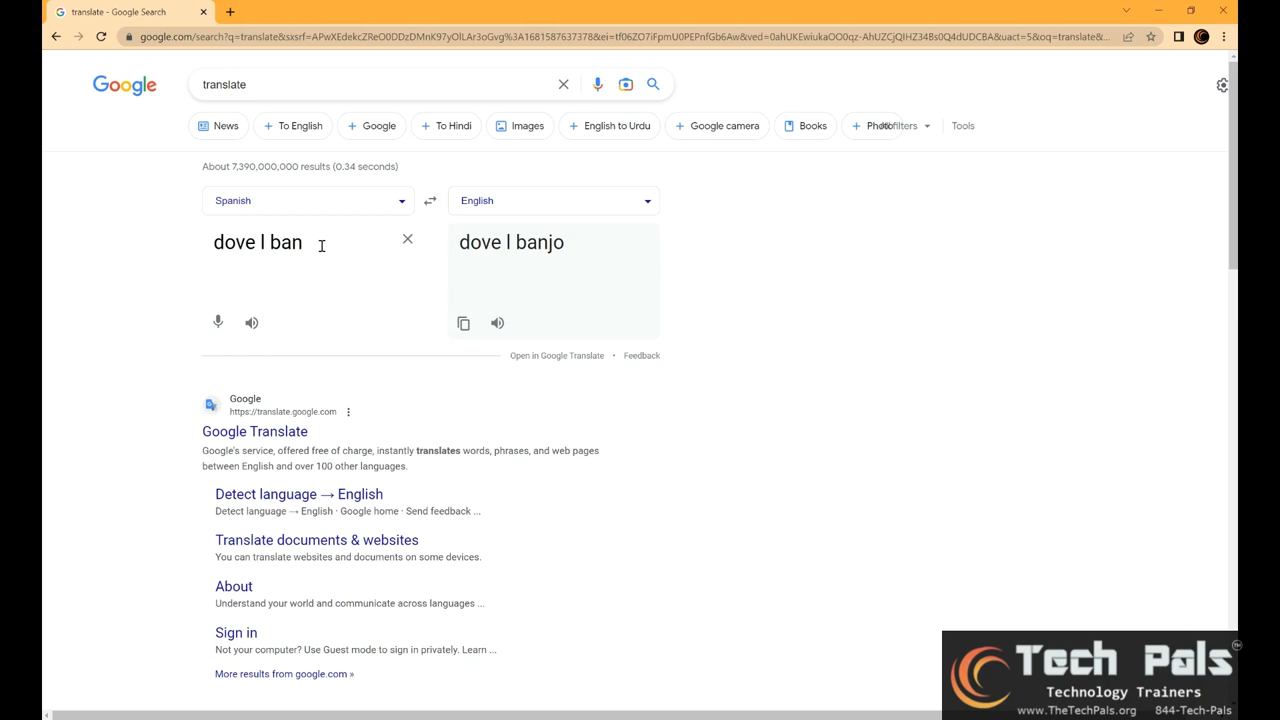 translate - Google Search
google.com/search?q=translate&sxsrf=APwXEdekcZReO0DDzDMnK97yOlLAr3oGvg%3A1681587637378&ei=tf06ZO7iFpmU0PEPnfGb6Aw&ved=0ahUKEwiukaOO0qz-AhUZCjQIHZ34Bs0Q4dUDCBA&uact=5&oq=translate&...
Google
translate
News
To English
Google
To Hindi
Images
English to Urdu
Google camera
Books
Photo
filters
Tools
About 7,390,000,000 results (0.34 seconds)
Spanish
English
dove l ban
dove l banjo
Open in Google Translate • Feedback
Google
https://translate.google.com
Google Translate
Google's service, offered free of charge, instantly translates words, phrases, and web pages
between English and over 100 other languages.
Detect language → English
Detect language → English · Google home · Send feedback ...
Translate documents & websites
You can translate websites and documents on some devices.
About
Understand your world and communicate across languages ...
Sign in
Not your computer? Use Guest mode to sign in privately. Learn ...
More results from google.com »
Tech Pals ™
Technology Trainers
www.TheTechPals.org 844-Tech-Pals